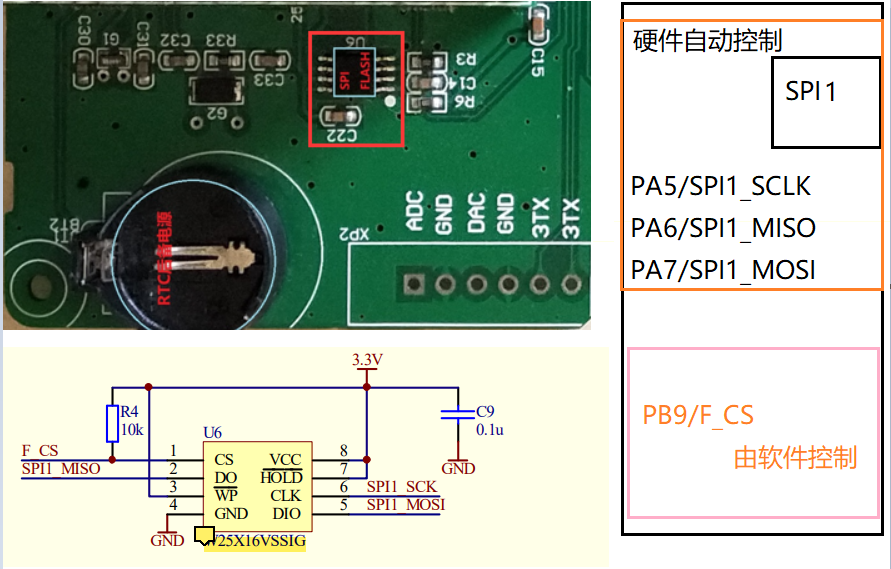 25
C30
G1
C31
C32
R33
C33
G2
U6
SPI
FLASH
C22
R3
C14
R6
C15
BT2
BT1
RTC后备电源
XP2
ADC
GND
DAC
GND
3TX
3TX
硬件自动控制
SPI1
PA5/SPI1_SCLK
PA6/SPI1_MISO
PA7/SPI1_MOSI
PB9/F_CS
由软件控制
3.3V
R4
10k
C9
0.1u
GND
U6
F_CS
1
CS
VCC
8
SPI1_MISO
2
DO
HOLD
7
3
WP
CLK
6
SPI1_SCK
4
GND
DIO
5
SPI1_MOSI
GND
W25X16VSSIG